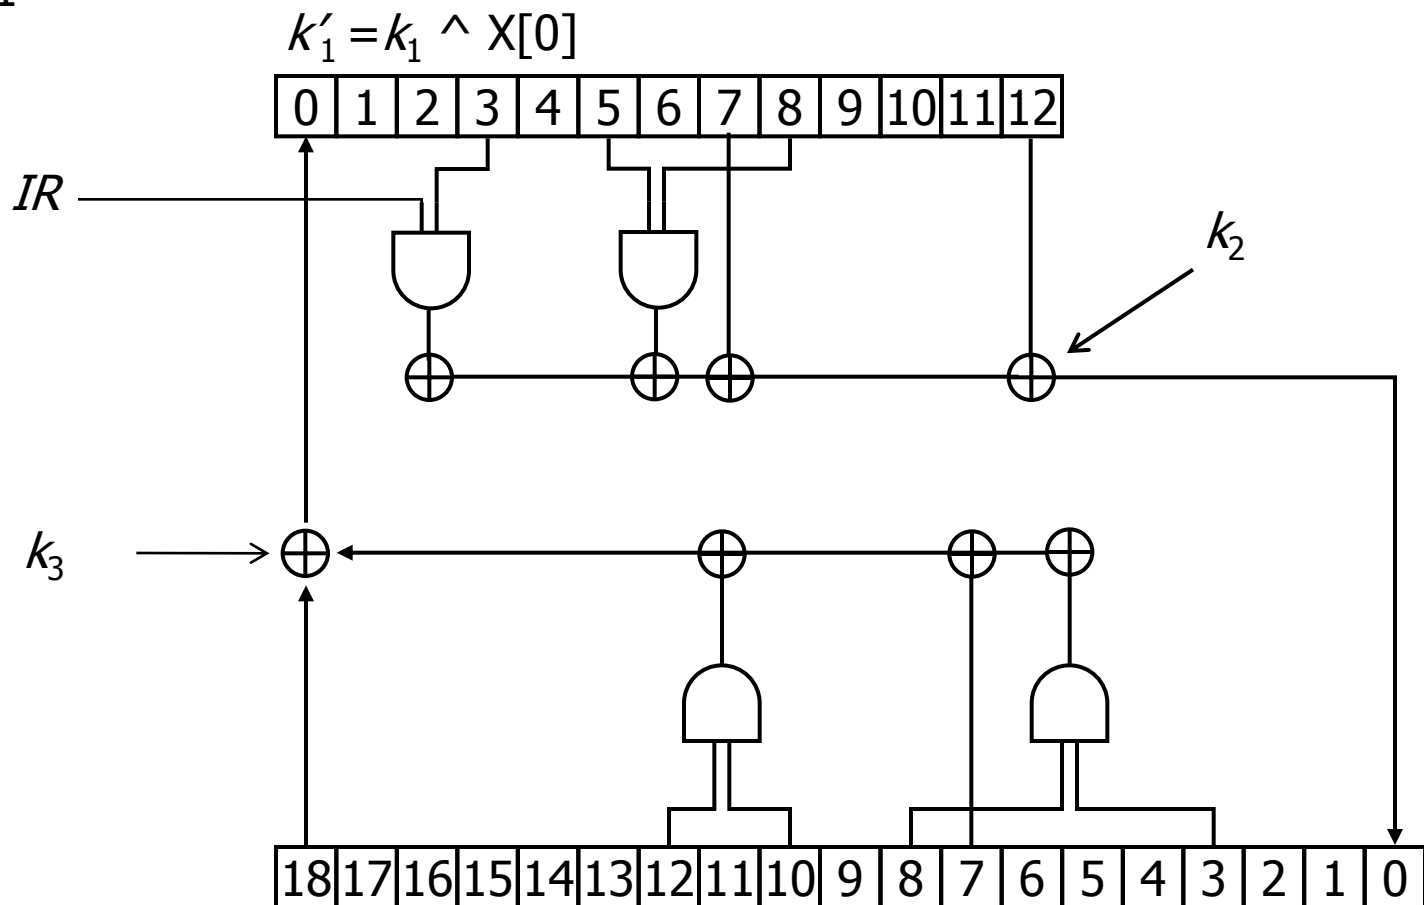 k′₁ = k₁ ^ X[0]
0 1 2 3 4 5 6 7 8 9 10 11 12
IR
k₂
k₃
18 17 16 15 14 13 12 11 10 9 8 7 6 5 4 3 2 1 0